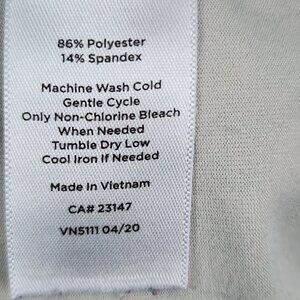 86% Polyester
14% Spandex
Machine Wash Cold
Gentle Cycle
Only Non-Chlorine Bleach
When Needed
Tumble Dry Low
Cool Iron If Needed
Made In Vietnam
CA# 23147
VN5111 04/20